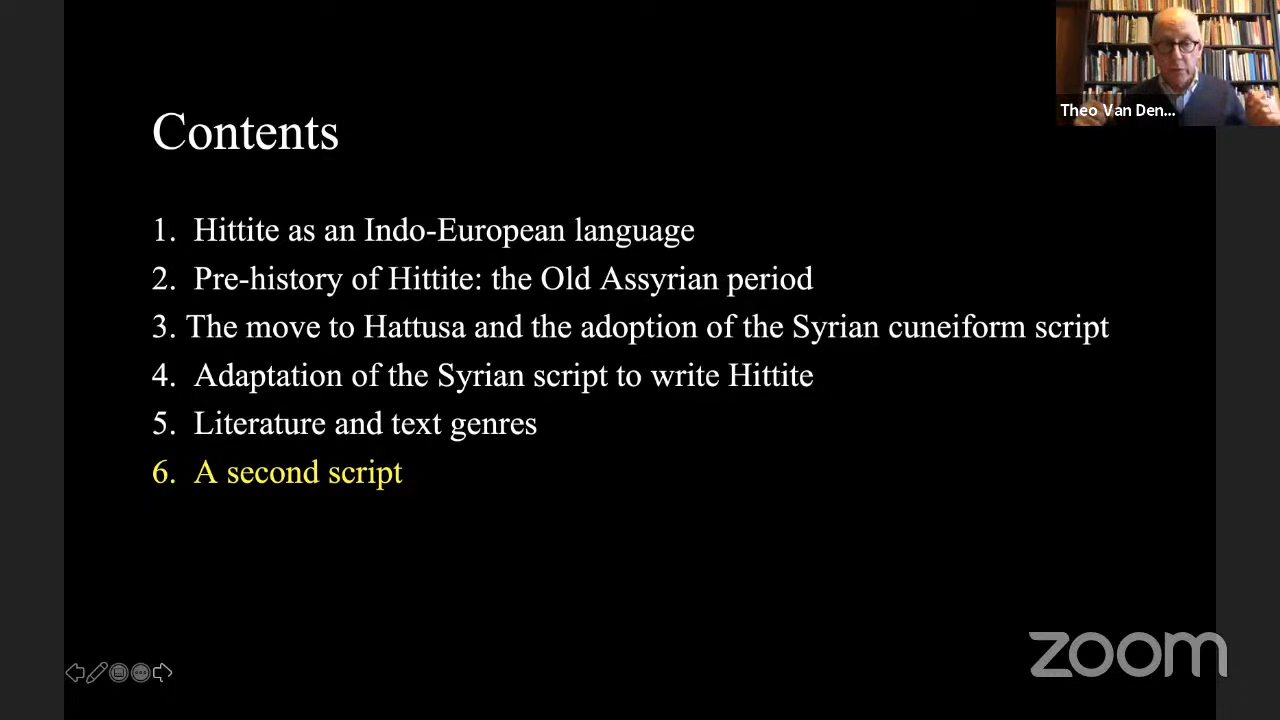 Theo Van Den...
Contents
1. Hittite as an Indo-European language
2. Pre-history of Hittite: the Old Assyrian period
3. The move to Hattusa and the adoption of the Syrian cuneiform script
4. Adaptation of the Syrian script to write Hittite
5. Literature and text genres
6. A second script
zoom